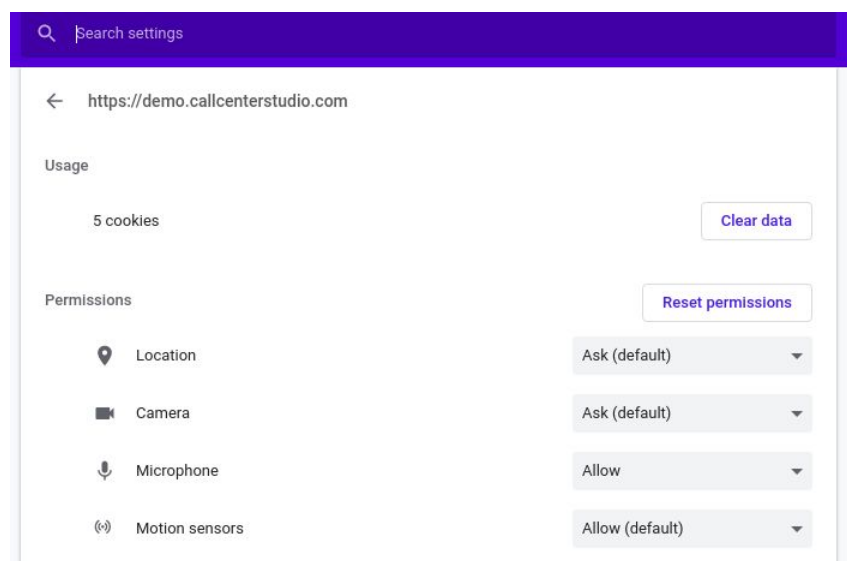 Search settings
https://demo.callcenterstudio.com
Usage
5 cookies
Clear data
Permissions
Reset permissions
Location
Ask (default)
Camera
Ask (default)
Microphone
Allow
Motion sensors
Allow (default)